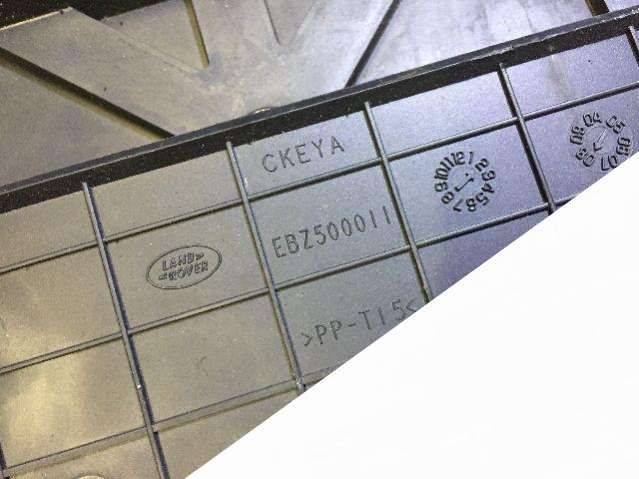 CKEYA
LAND
ROVER
EBZ500011
>PP-T15<